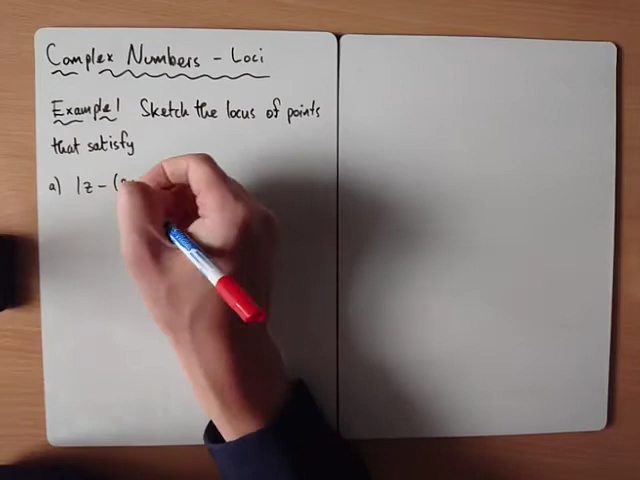 Complex Numbers - Loci
Example! Sketch the locus of points
that satisfy
a) |z - (